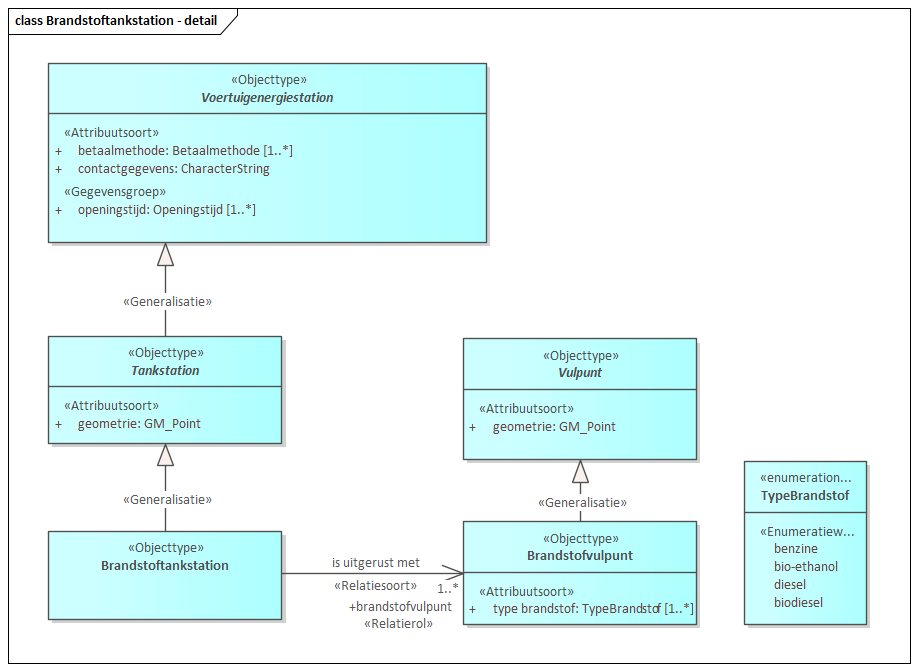 class Brandstoftankstation - detail
«Objecttype»
Voertuigenergiestation
«Attribuutsoort»
+ betaalmethode: Betaalmethode [1..*]
+ contactgegevens: CharacterString
«Gegevensgroep»
+ openingstijd: Openingstijd [1..*]
«Generalisatie»
«Objecttype»
Tankstation
«Attribuutsoort»
+ geometrie: GM_Point
«Generalisatie»
«Objecttype»
Brandstoftankstation
is uitgerust met
«Relatiesoort» 1..*
+brandstofvulpunt
«Relatierol»
«Objecttype»
Vulpunt
«Attribuutsoort»
+ geometrie: GM_Point
«Generalisatie»
«Objecttype»
Brandstofvulpunt
«Attribuutsoort»
+ type brandstof: TypeBrandstof [1..*]
«enumeration...
TypeBrandstof
«Enumeratiew...
benzine
bio-ethanol
diesel
biodiesel